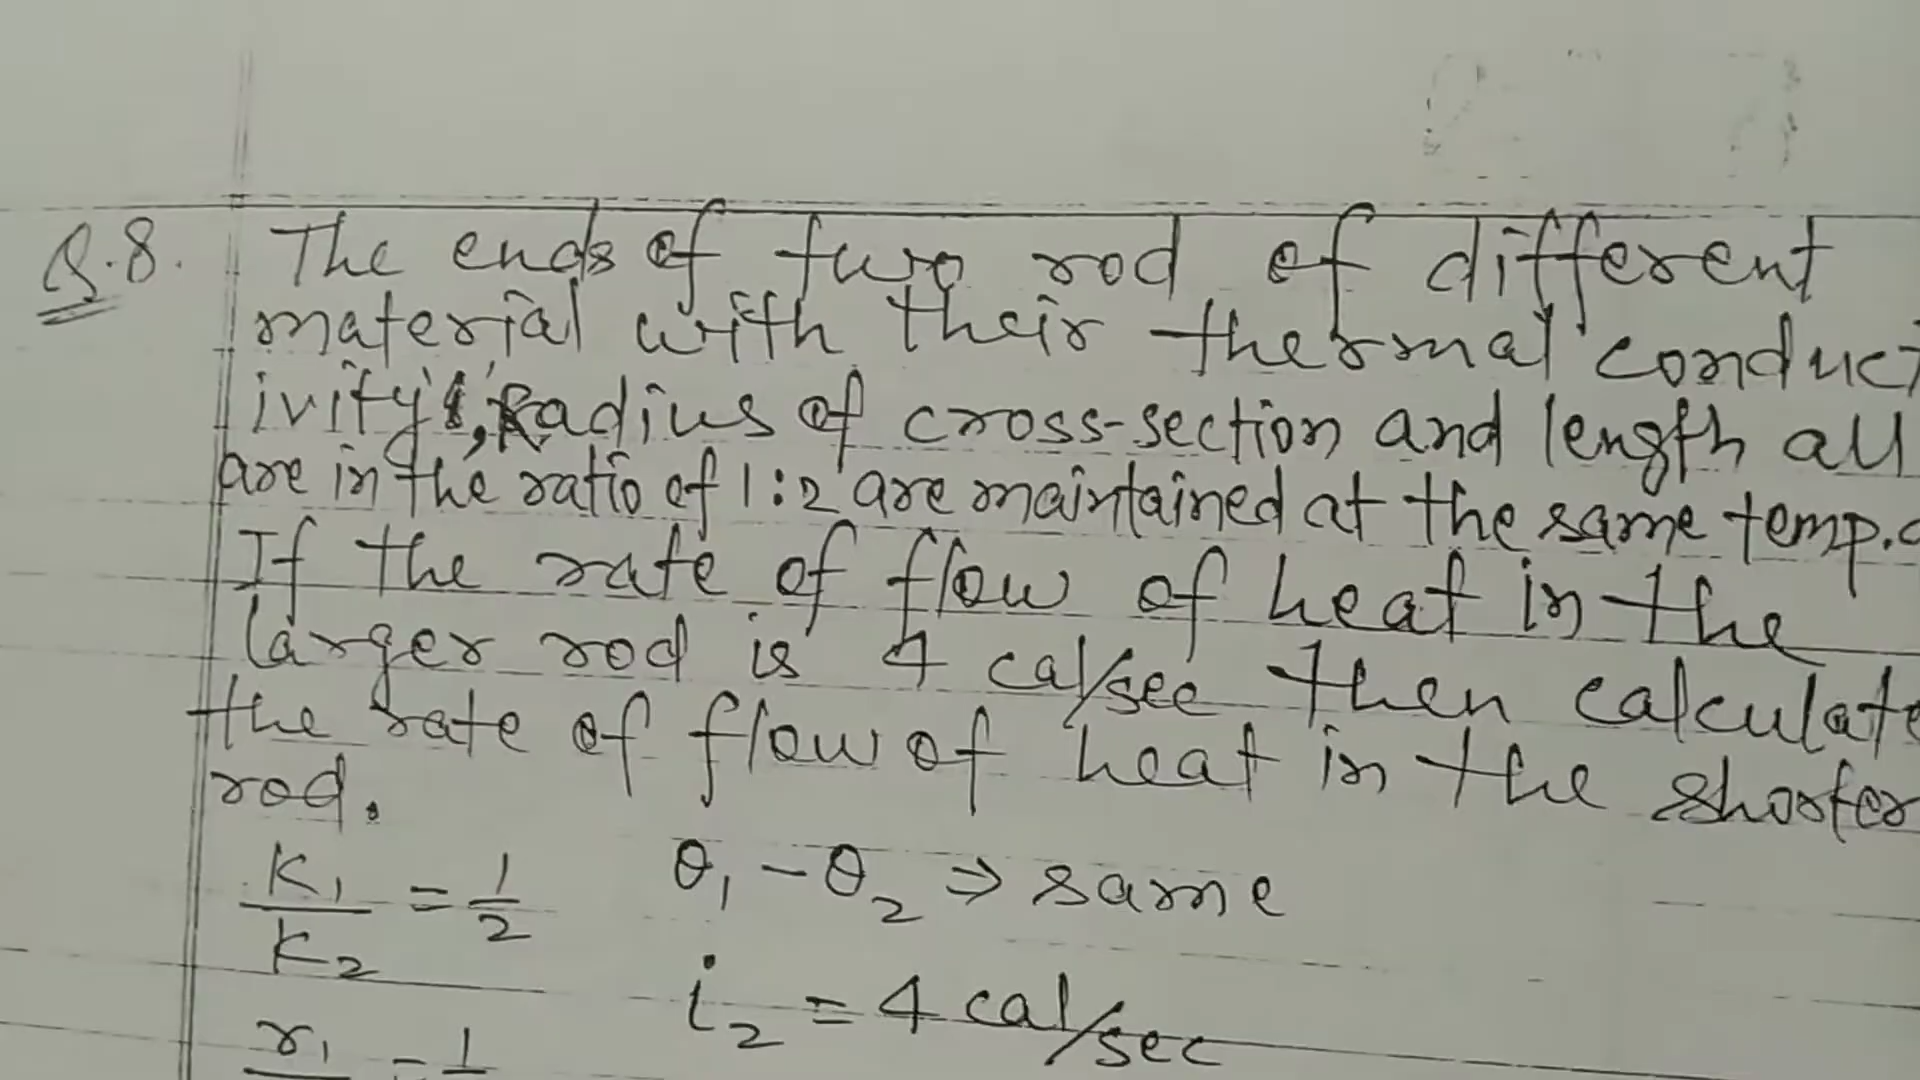 Q.8. The ends of two rod of different
material with their thermal conduct
ivity, Radius of cross-section and length all
are in the ratio of 1:2 are maintained at the same temp.
If the rate of flow of heat in the
larger rod is 4 cal/sec then calculate
the rate of flow of heat in the shorter
rod.
K₁/K₂ = 1/2 θ₁ - θ₂ ⇒ same
i₂ = 4 cal/sec
r₁ = 1